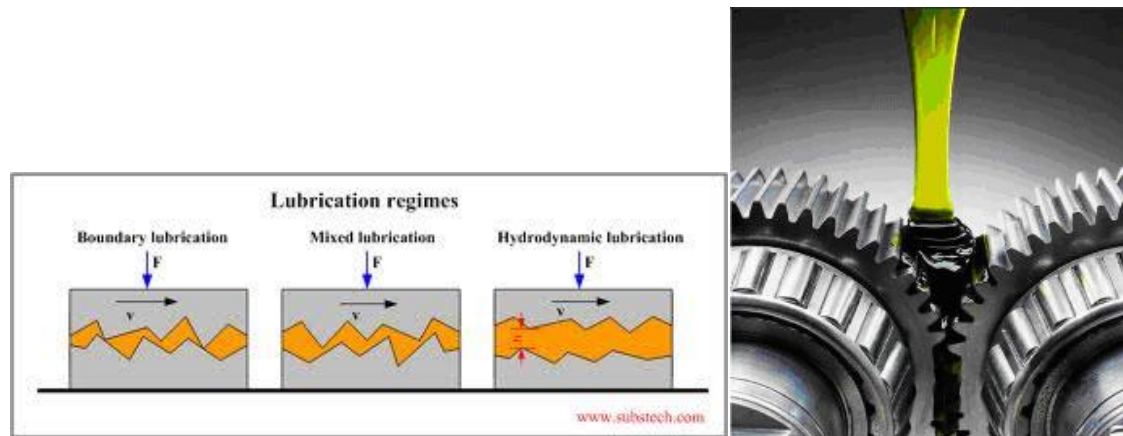 Lubrication regimes
Boundary lubrication
Mixed lubrication
Hydrodynamic lubrication
F
F
F
v
v
v
www.substech.com